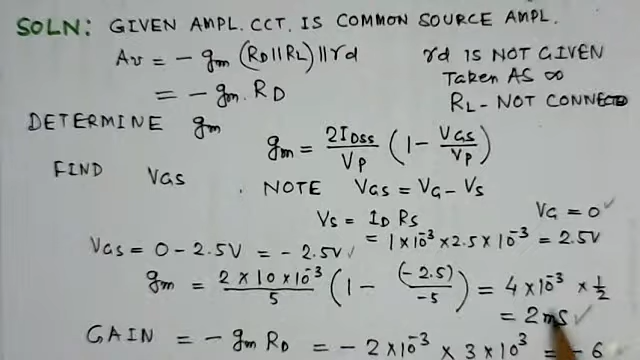 SOLN: GIVEN AMPL. CCT. IS COMMON SOURCE AMPL.
Av = - gm (RD||RL)||rd
rd IS NOT GIVEN
= - gm. RD
Taken AS ∞
RL - NOT CONNECTED
DETERMINE gm
gm = 2IDSS/VP (1 - VGS/VP)
FIND VGS . NOTE VGS = VG - VS
VS = ID RS VG = 0 ✓
= 1 × 10^-3 × 2.5 × 10^-3 = 2.5V
VGS = 0 - 2.5V = - 2.5V ✓
gm = 2 × 10 × 10^-3/5 (1 - (-2.5)/-5) = 4 × 10^-3 × 1/2
= 2mS ✓
GAIN = - gm RD = - 2 × 10^-3 × 3 × 10^3 = - 6